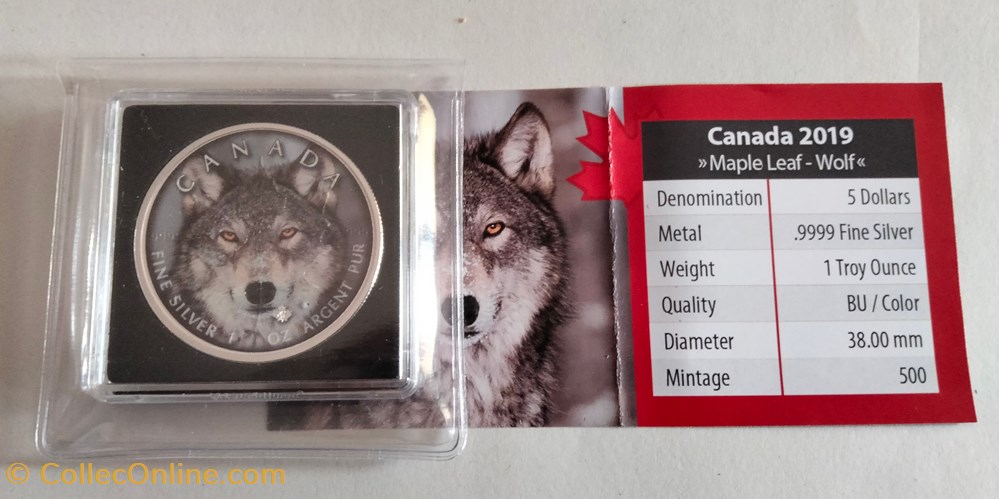 CANADA
FINE SILVER 1 OZ ARGENT PUR
Canada 2019
»Maple Leaf - Wolf«
Denomination 5 Dollars
Metal .9999 Fine Silver
Weight 1 Troy Ounce
Quality BU / Color
Diameter 38.00 mm
Mintage 500
© CollecOnline.com